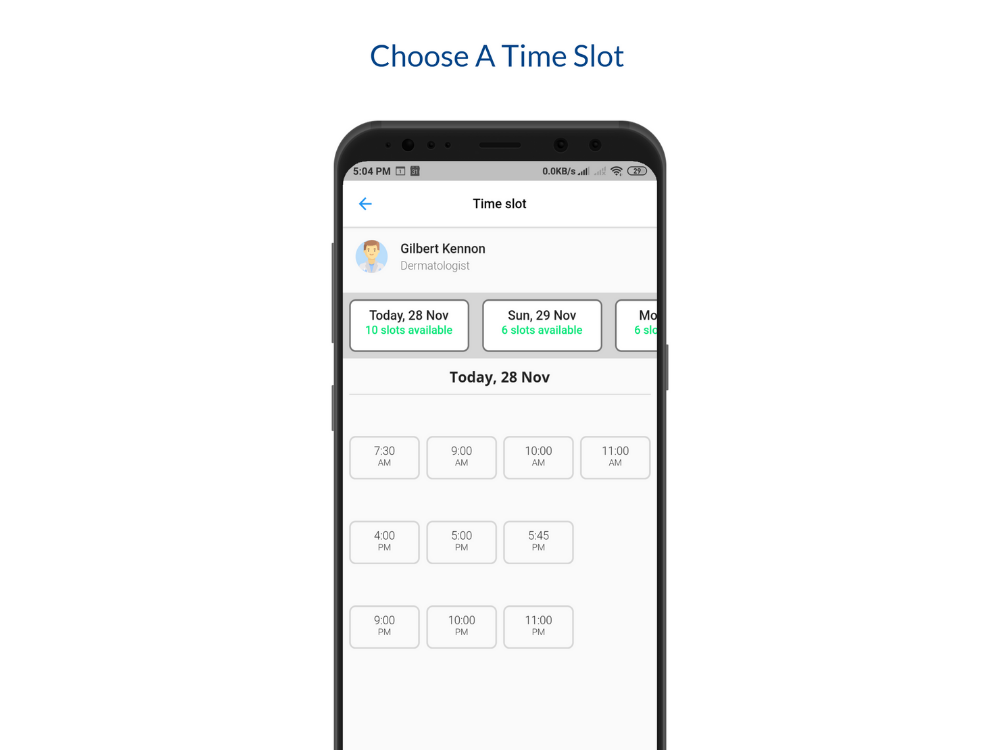 Choose A Time Slot
5:04 PM
0.0KB/s 29
Time slot
Gilbert Kennon
Dermatologist
Today, 28 Nov
10 slots available
Sun, 29 Nov
6 slots available
Mo
6 slo
Today, 28 Nov
7:30 AM
9:00 AM
10:00 AM
11:00 AM
4:00 PM
5:00 PM
5:45 PM
9:00 PM
10:00 PM
11:00 PM